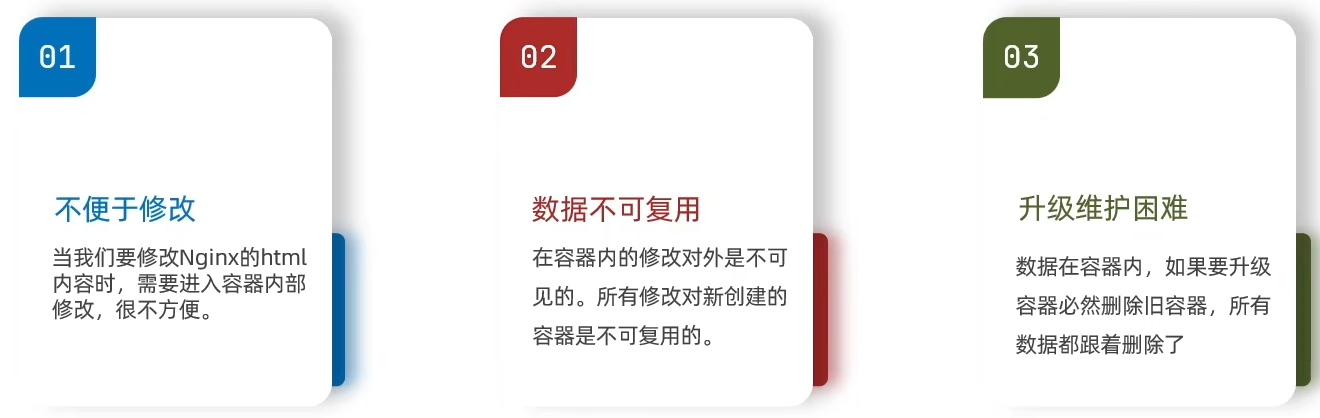 01
不便于修改
当我们要修改Nginx的html
内容时，需要进入容器内部
修改，很不方便。
02
数据不可复用
在容器内的修改对外是不可
见的。所有修改对新创建的
容器是不可复用的。
03
升级维护困难
数据在容器内，如果要升级
容器必然删除旧容器，所有
数据都跟着删除了